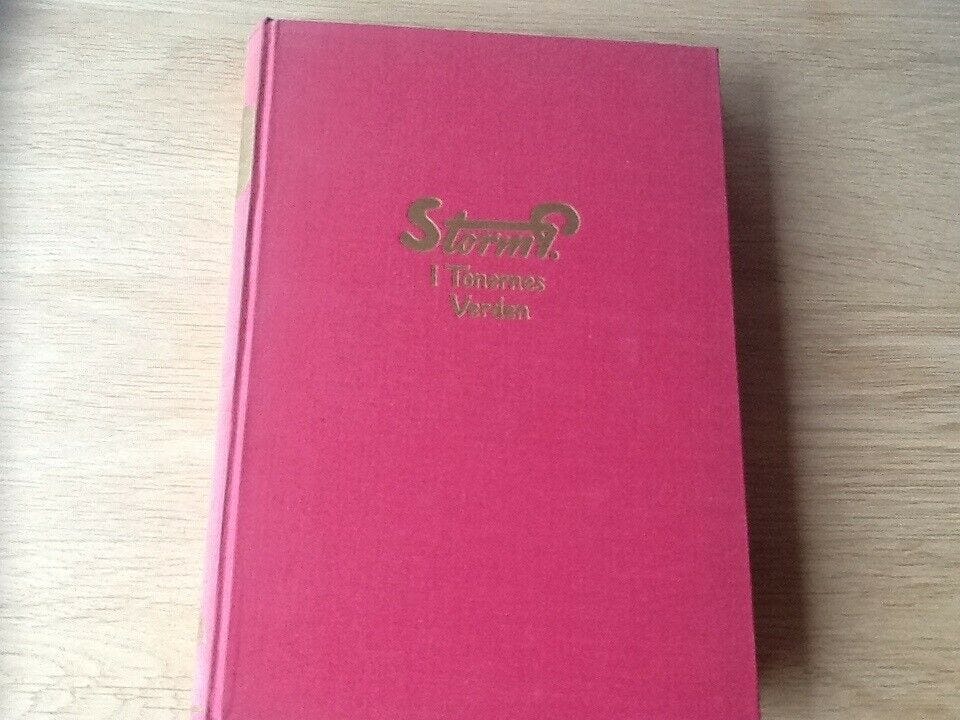 Storm P.
I Tonernes
Verden